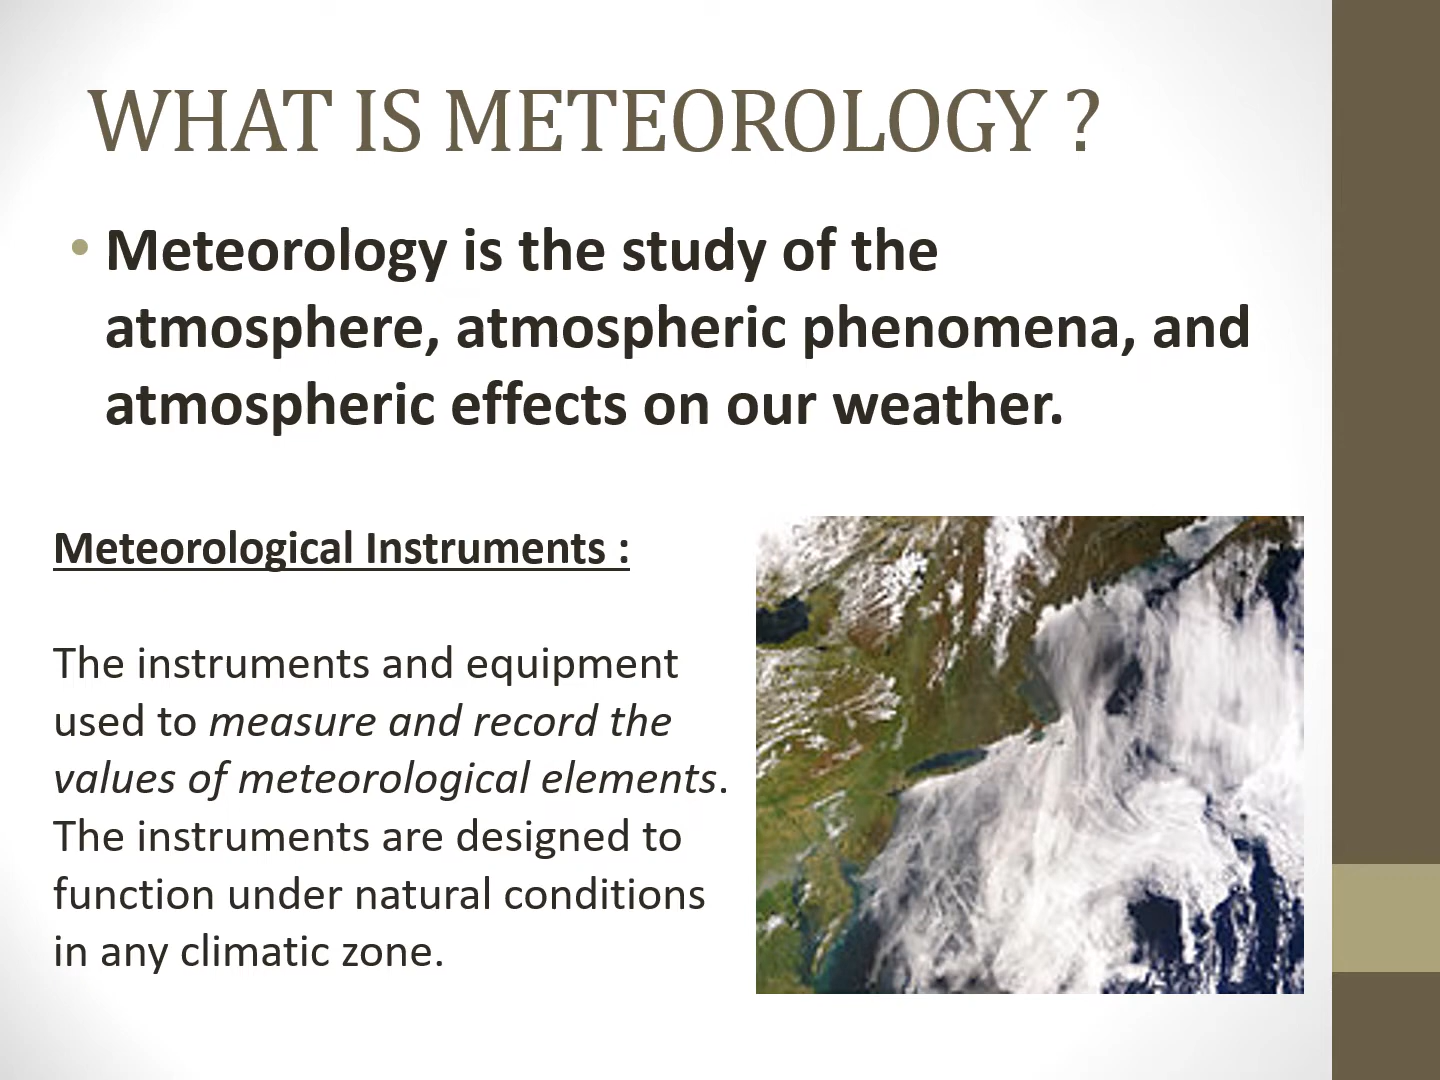 WHAT IS METEOROLOGY ?
• Meteorology is the study of the
atmosphere, atmospheric phenomena, and
atmospheric effects on our weather.
Meteorological Instruments :
The instruments and equipment
used to measure and record the
values of meteorological elements.
The instruments are designed to
function under natural conditions
in any climatic zone.